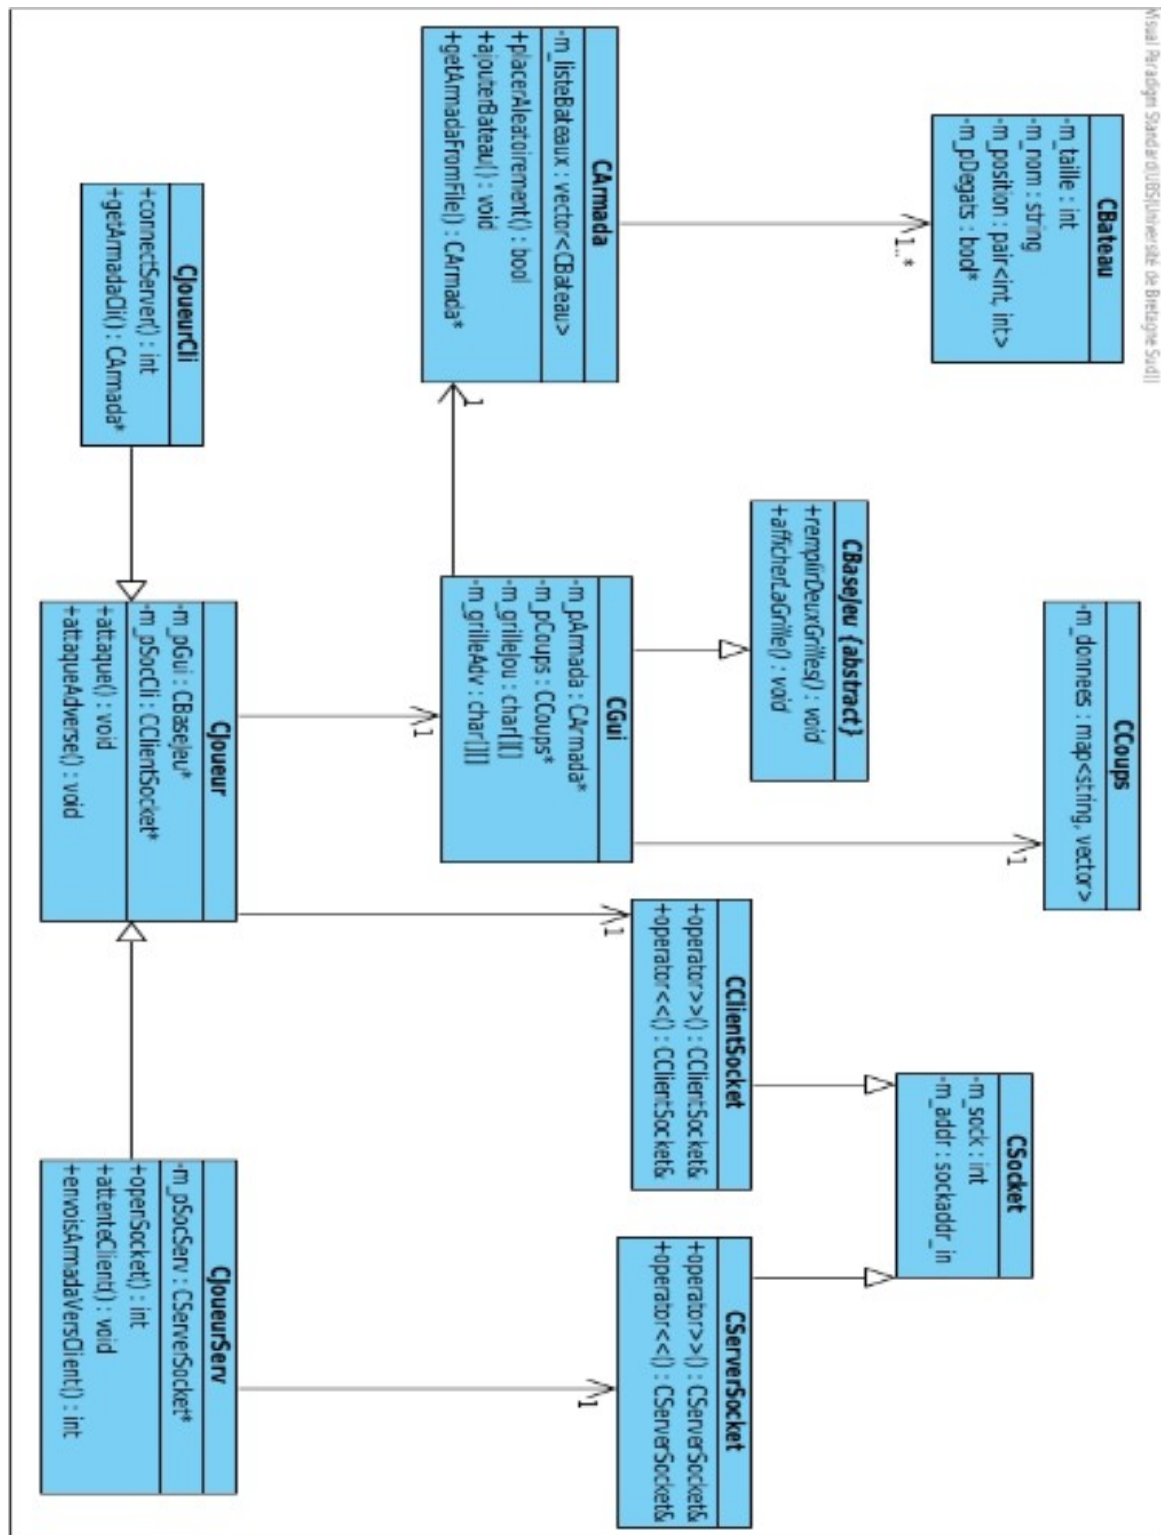 Visual Paradigm Standard(UBS(Université de Bretagne Sud))
CBateau
-m_taille : int
-m_nom : string
-m_position : pair<int, int>
-m_pDegats : bool*
1..*
CArmada
-m_listeBateaux : vector<CBateau>
+placerAleatoirement() : bool
+ajouterBateau() : void
+getArmadaFromFile() : CArmada*
1
CCoups
-m_donnees : map<string, vector>
1
CBaseJeu {abstract}
+remplirDeuxGrilles() : void
+afficherLaGrille() : void
CGui
-m_pArmada : CArmada*
-m_pCoups : CCoups*
-m_grilleJou : char[][]
-m_grilleAdv : char[][]
1
CSocket
-m_sock : int
-m_addr : sockaddr_in
CClientSocket
+operator>>() : CClientSocket&
+operator<<() : CClientSocket&
1
CServerSocket
+operator>>() : CServerSocket&
+operator<<() : CServerSocket&
1
CJoueurCli
+connectServer() : int
+getArmadaCli() : CArmada*
CJoueur
-m_pGui : CBaseJeu*
-m_pSocCli : CClientSocket*
+attaque() : void
+attaqueAdverse() : void
CJoueurServ
-m_pSocServ : CServerSocket*
+openSocket() : int
+attenteClient() : void
+envoisArmadaVersClient() : int